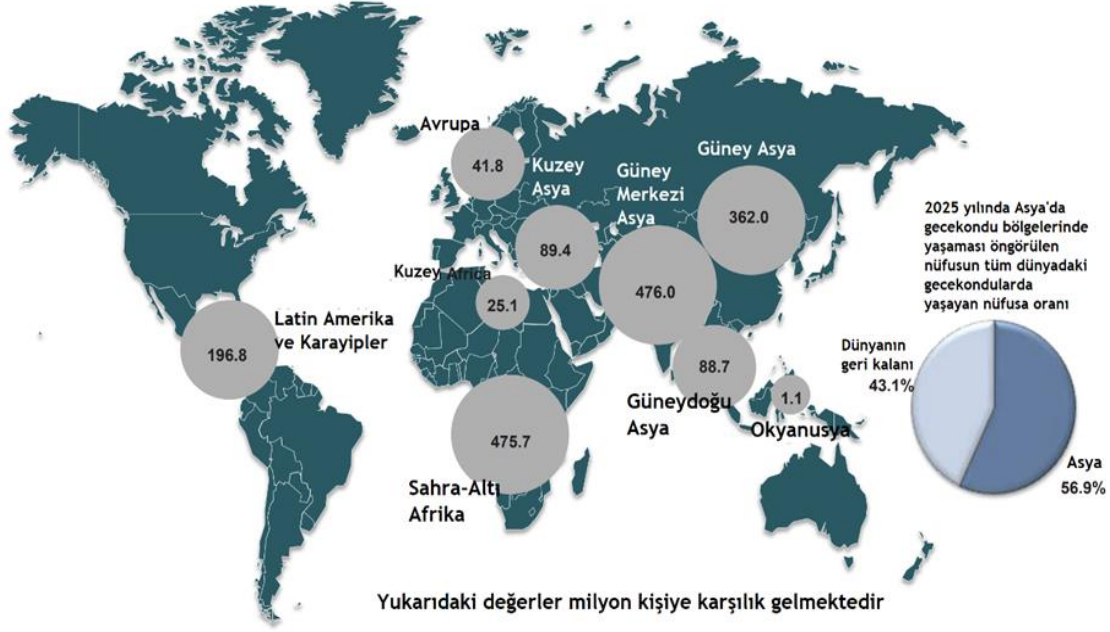 Avrupa
41.8
Kuzey
Asya
89.4
Güney
Merkezi
Asya
476.0
Güney Asya
362.0
Kuzey Africa
25.1
Latin Amerika
ve Karayipler
196.8
88.7
Güneydoğu
Asya
1.1
Okyanusya
475.7
Sahra-Altı
Afrika
2025 yılında Asya'da
gecekondu bölgelerinde
yaşaması öngörülen
nüfusun tüm dünyadaki
gecekondularda
yaşayan nüfusa oranı
Dünyanın
geri kalanı
43.1%
Asya
56.9%
Yukarıdaki değerler milyon kişiye karşılık gelmektedir